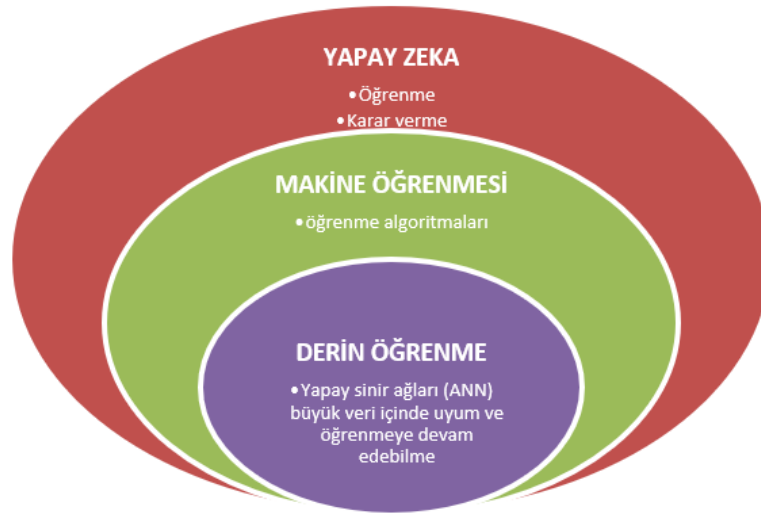 YAPAY ZEKA
•Öğrenme
•Karar verme
MAKİNE ÖĞRENMESİ
•öğrenme algoritmaları
DERİN ÖĞRENME
•Yapay sinir ağları (ANN)
büyük veri içinde uyum ve
öğrenmeye devam
edebilme